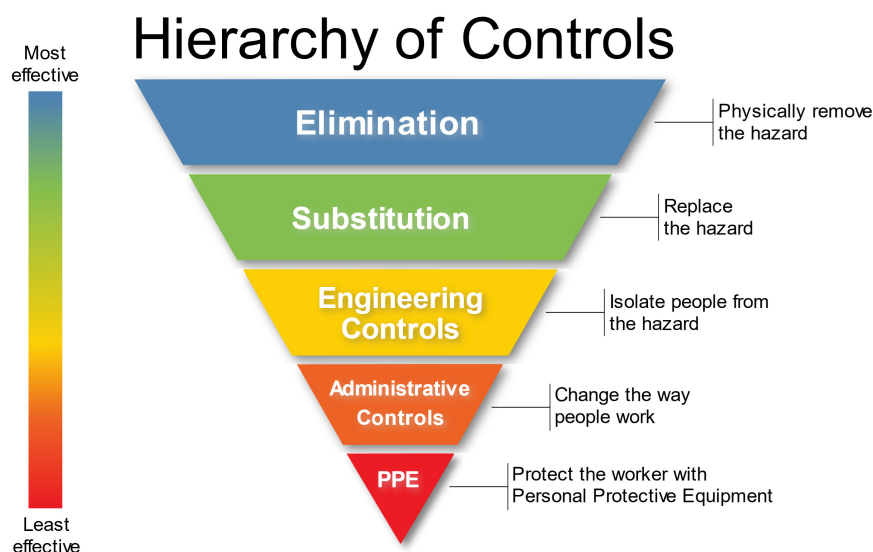 Hierarchy of Controls
Most
effective
Elimination
Physically remove
the hazard
Substitution
Replace
the hazard
Engineering
Controls
Isolate people from
the hazard
Administrative
Controls
Change the way
people work
PPE
Protect the worker with
Personal Protective Equipment
Least
effective